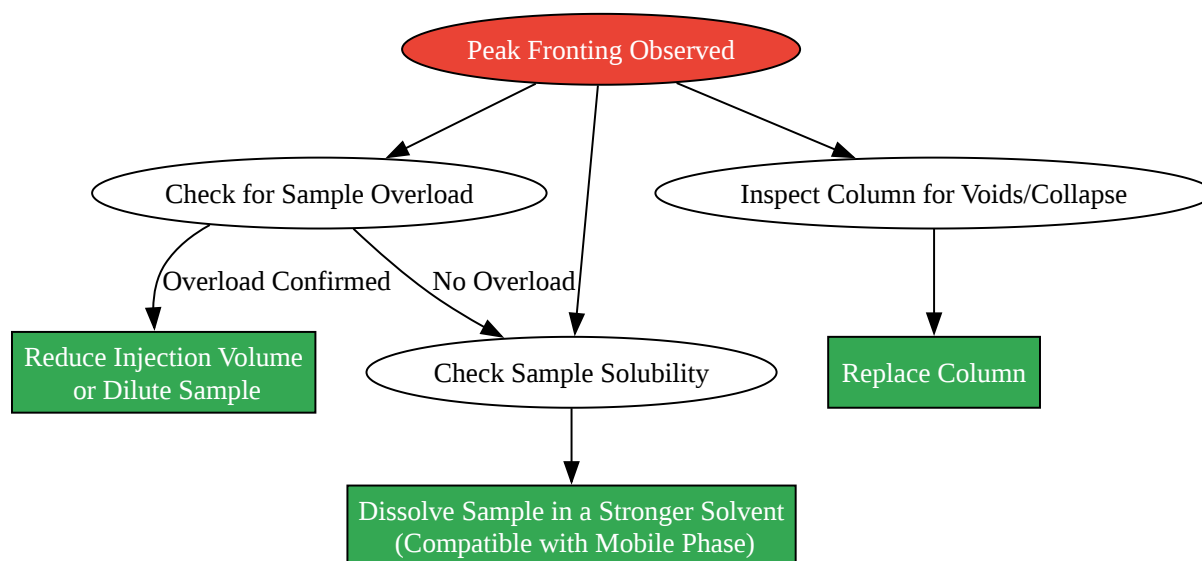 Peak Fronting Observed
Check for Sample Overload
Inspect Column for Voids/Collapse
Overload Confirmed
No Overload
Reduce Injection Volume
or Dilute Sample
Check Sample Solubility
Replace Column
Dissolve Sample in a Stronger Solvent
(Compatible with Mobile Phase)